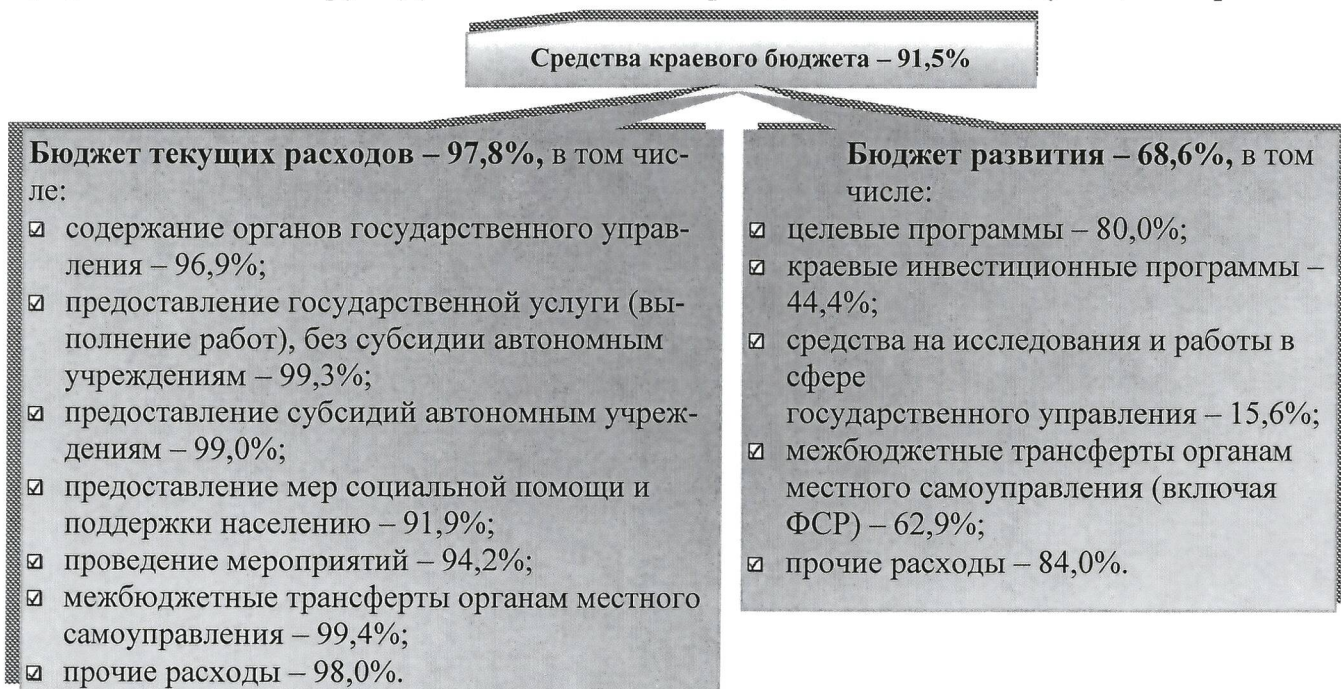 Средства краевого бюджета – 91,5%
Бюджет текущих расходов – 97,8%, в том чис-
ле:
содержание органов государственного управ-
ления – 96,9%;
предоставление государственной услуги (вы-
полнение работ), без субсидии автономным
учреждениям – 99,3%;
предоставление субсидий автономным учреж-
дениям – 99,0%;
предоставление мер социальной помощи и
поддержки населению – 91,9%;
проведение мероприятий – 94,2%;
межбюджетные трансферты органам местного
самоуправления – 99,4%;
прочие расходы – 98,0%.
Бюджет развития – 68,6%, в том
числе:
целевые программы – 80,0%;
краевые инвестиционные программы –
44,4%;
средства на исследования и работы в
сфере
государственного управления – 15,6%;
межбюджетные трансферты органам
местного самоуправления (включая
ФСР) – 62,9%;
прочие расходы – 84,0%.